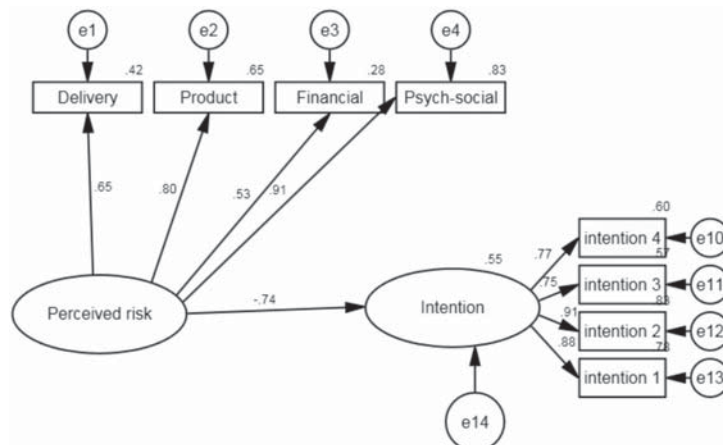 e1 e2 e3 e4
.42 .65 .28 .83
Delivery Product Financial Psych-social
.65 .80 .53 .91
.60
intention 4 e10
.57
.77
.55
.75 intention 3 e11
.83
Perceived risk -.74 Intention
.91 intention 2 e12
.78
.88 intention 1 e13
e14